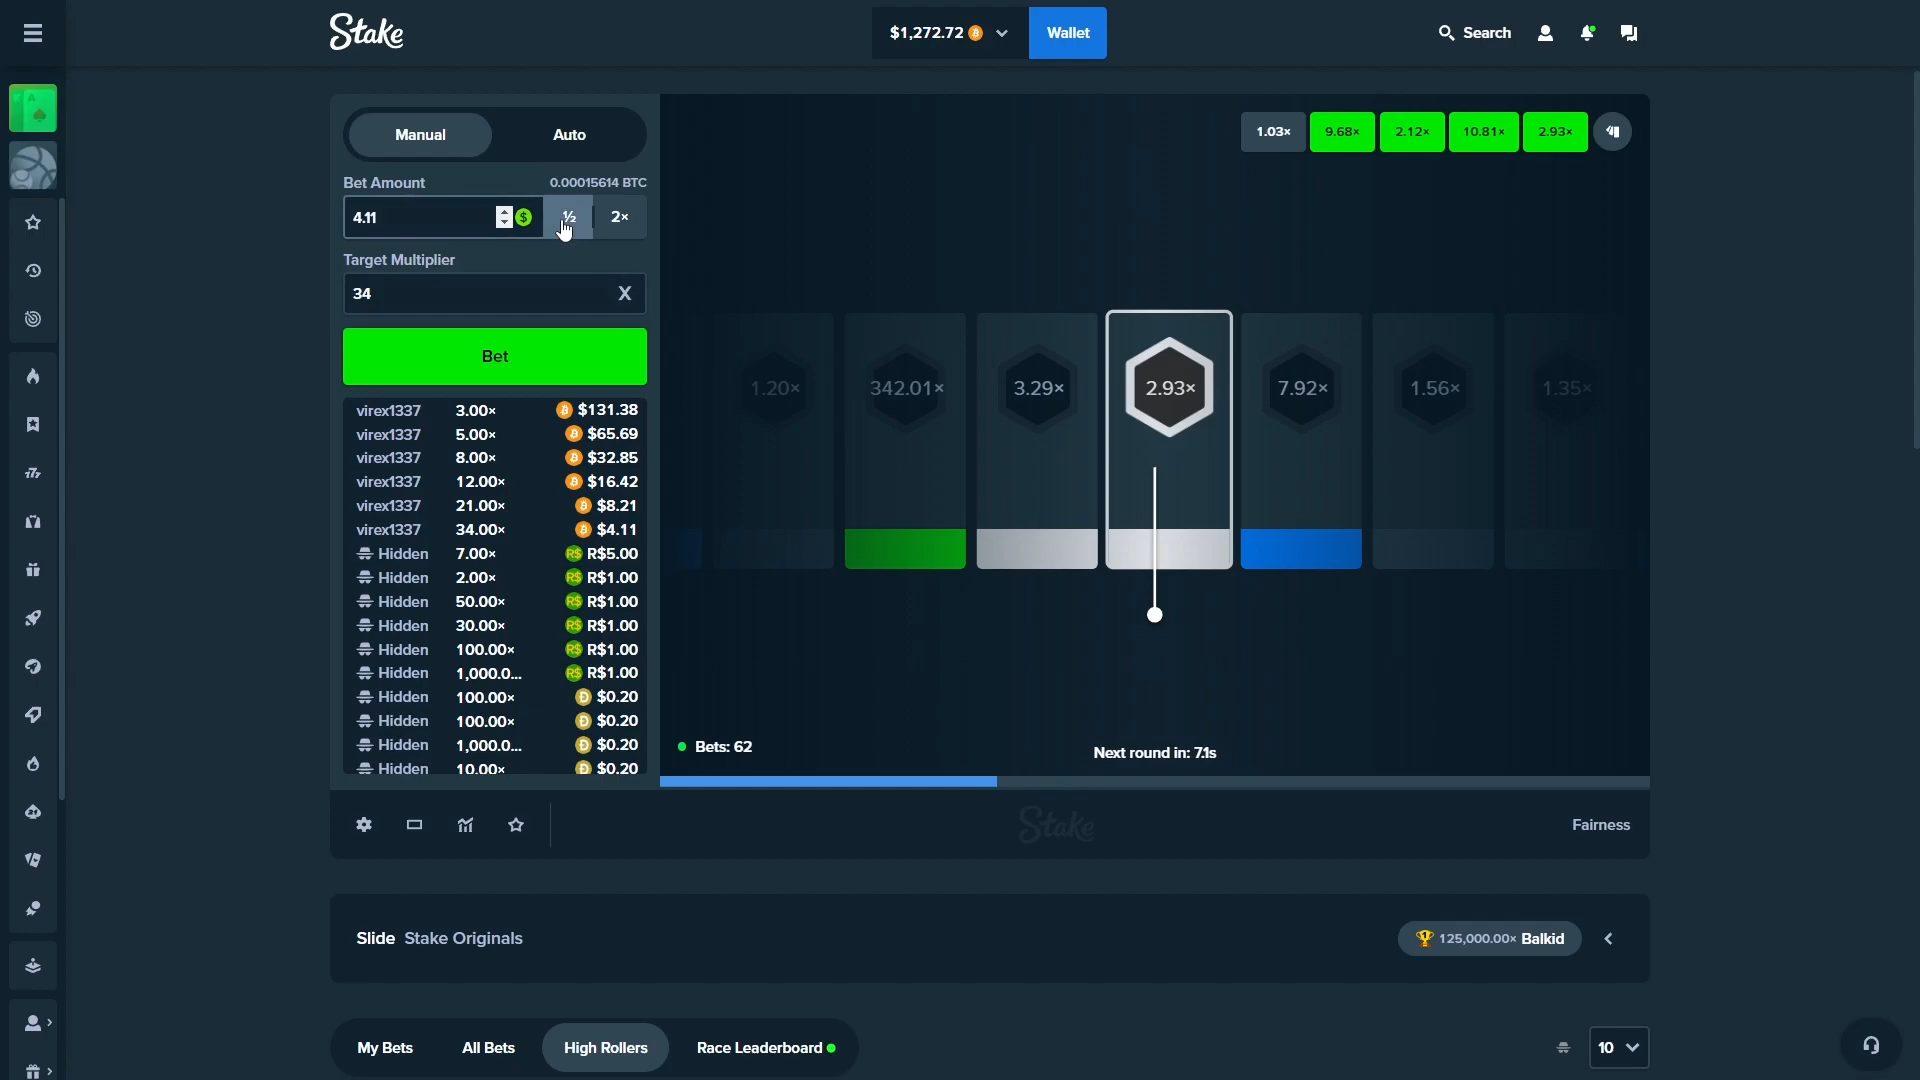 Stake
$1,272.72
Wallet
Search
Manual
Auto
1.03×
9.68×
2.12×
10.81×
2.93×
Bet Amount
0.00015614 BTC
4.11
$
½
2×
Target Multiplier
34
X
Bet
virex1337 3.00× $131.38
virex1337 5.00× $65.69
virex1337 8.00× $32.85
virex1337 12.00× $16.42
virex1337 21.00× $8.21
virex1337 34.00× $4.11
Hidden 7.00× R$ R$5.00
Hidden 2.00× R$ R$1.00
Hidden 50.00× R$ R$1.00
Hidden 30.00× R$ R$1.00
Hidden 100.00× R$ R$1.00
Hidden 1,000.0... R$ R$1.00
Hidden 100.00× $0.20
Hidden 100.00× $0.20
Hidden 1,000.0... $0.20
Hidden 10.00× $0.20
1.20×
342.01×
3.29×
2.93×
7.92×
1.56×
1.35×
Bets: 62
Next round in: 7.1s
Stake
Fairness
Slide Stake Originals
125,000.00× Balkid
My Bets
All Bets
High Rollers
Race Leaderboard
10